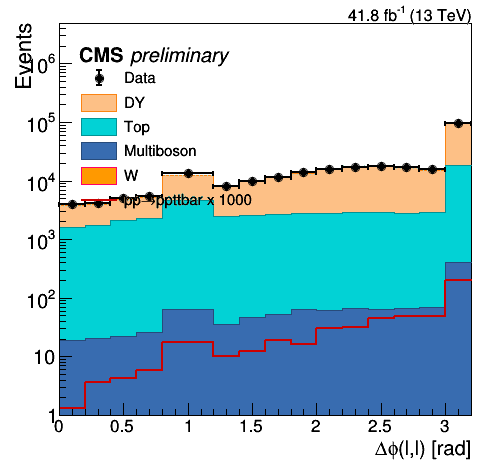 41.8 fb⁻¹ (13 TeV)
Events
CMS preliminary
Data
DY
Top
Multiboson
W
pp→ppttbar x 1000
10⁶
10⁵
10⁴
10³
10²
10
1
0 0.5 1 1.5 2 2.5 3
Δϕ(l,l) [rad]